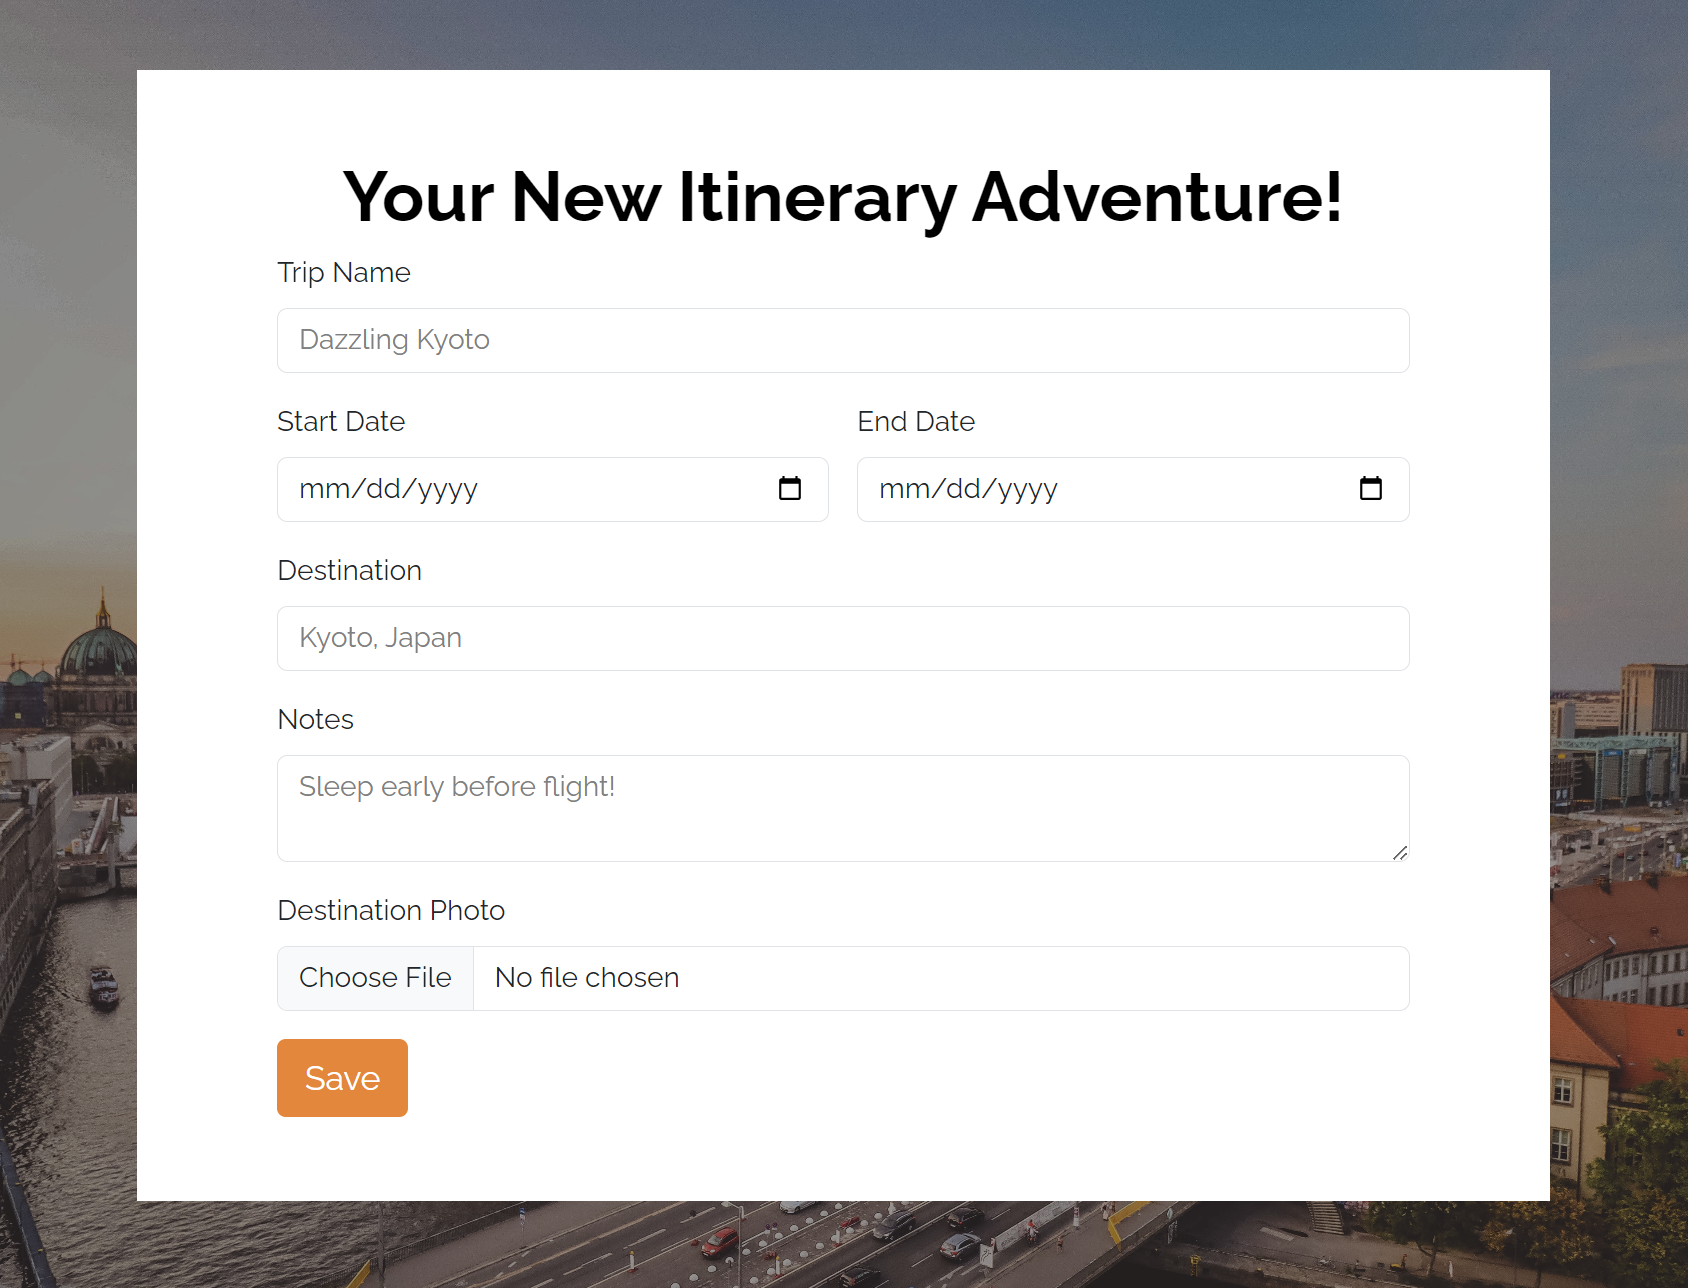 Your New Itinerary Adventure!
Trip Name
Dazzling Kyoto
Start Date
End Date
mm/dd/yyyy
mm/dd/yyyy
Destination
Kyoto, Japan
Notes
Sleep early before flight!
Destination Photo
Choose File
No file chosen
Save